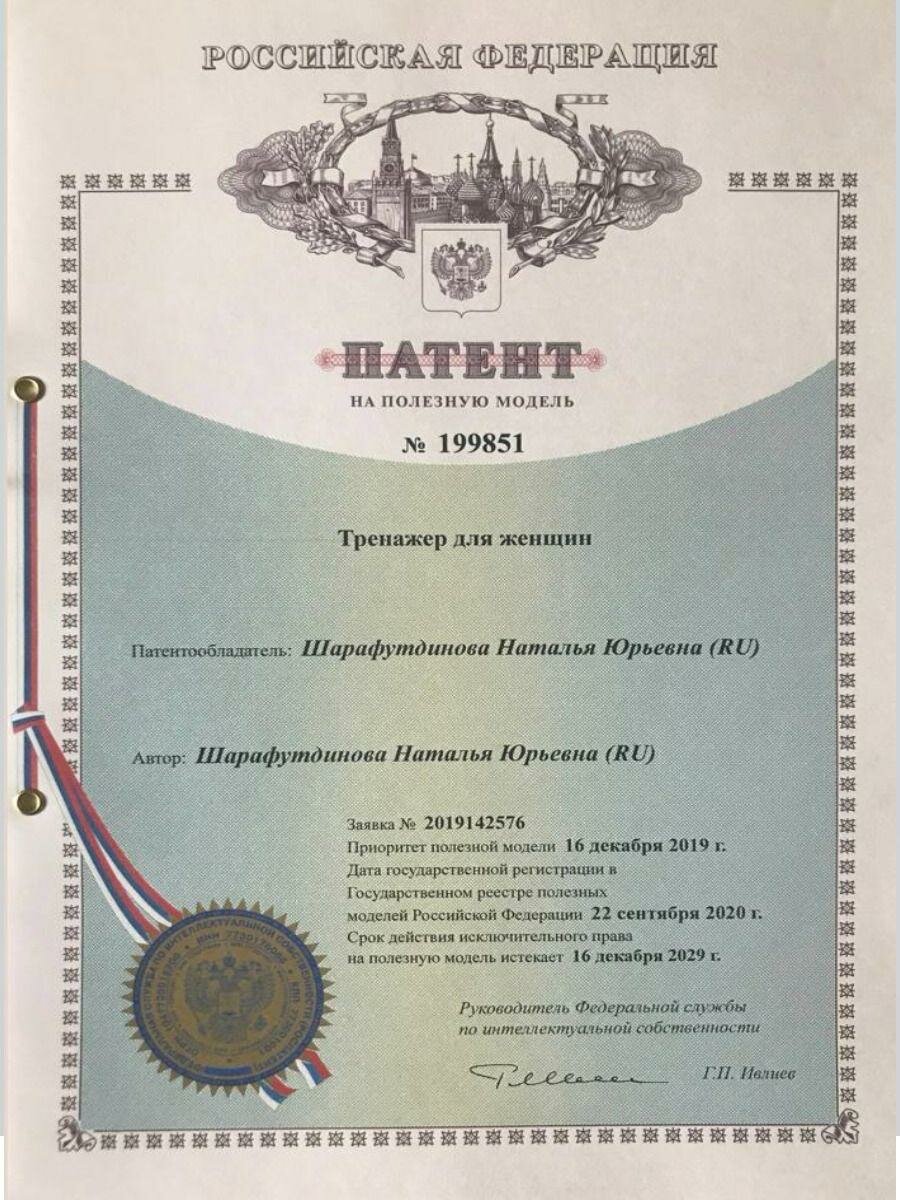 РОССИЙСКАЯ ФЕДЕРАЦИЯ
ПАТЕНТ
НА ПОЛЕЗНУЮ МОДЕЛЬ
№ 199851
Тренажер для женщин
Патентообладатель: Шарафутдинова Наталья Юрьевна (RU)
Автор: Шарафутдинова Наталья Юрьевна (RU)
Заявка № 2019142576
Приоритет полезной модели 16 декабря 2019 г.
Дата государственной регистрации в
Государственном реестре полезных
моделей Российской Федерации 22 сентября 2020 г.
Срок действия исключительного права
на полезную модель истекает 16 декабря 2029 г.
Руководитель Федеральной службы
по интеллектуальной собственности
Г.П. Ивлиев